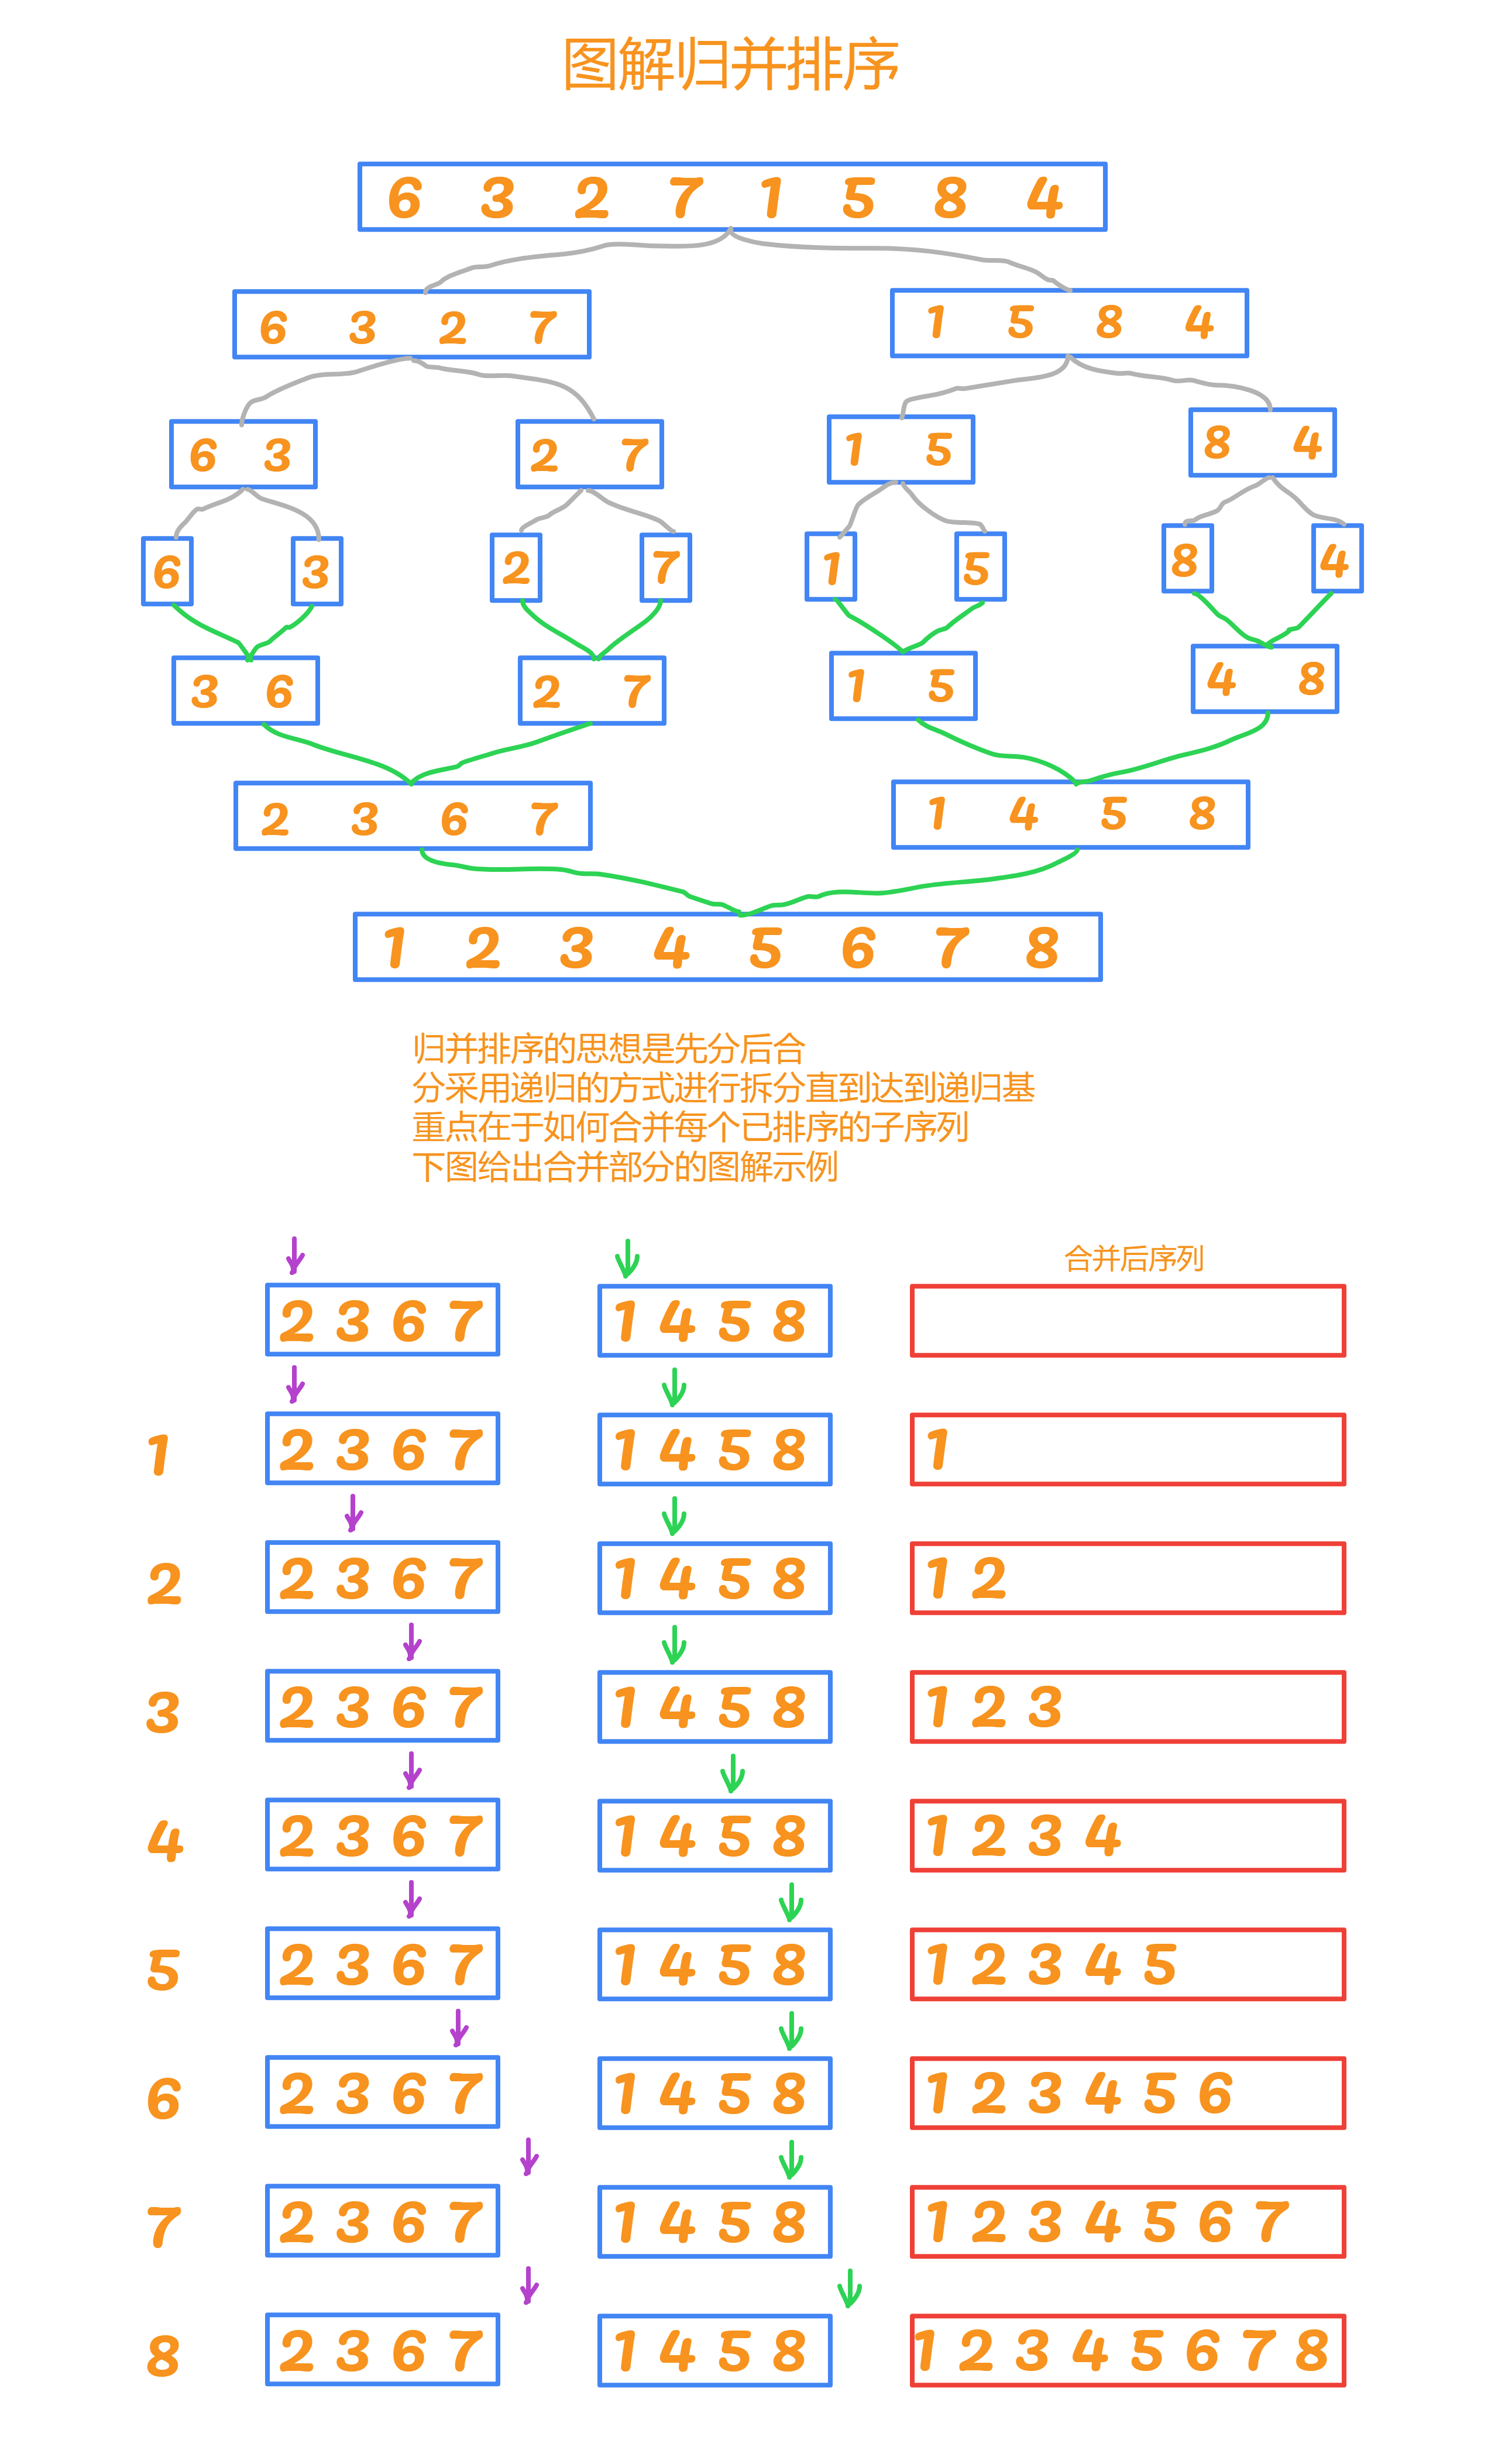 图解归并排序
6 3 2 7 1 5 8 4
6 3 2 7 1 5 8 4
6 3 2 7 1 5 8 4
6 3 2 7 1 5 8 4
3 6 2 7 1 5 4 8
2 3 6 7 1 4 5 8
1 2 3 4 5 6 7 8
归并排序的思想是先分后合
分采用递归的方式进行拆分直到达到递归基
重点在于如何合并每个已排序的子序列
下图给出合并部分的图解示例
合并后序列
2 3 6 7 1 4 5 8
1 2 3 6 7 1 4 5 8 1
2 2 3 6 7 1 4 5 8 1 2
3 2 3 6 7 1 4 5 8 1 2 3
4 2 3 6 7 1 4 5 8 1 2 3 4
5 2 3 6 7 1 4 5 8 1 2 3 4 5
6 2 3 6 7 1 4 5 8 1 2 3 4 5 6
7 2 3 6 7 1 4 5 8 1 2 3 4 5 6 7
8 2 3 6 7 1 4 5 8 1 2 3 4 5 6 7 8